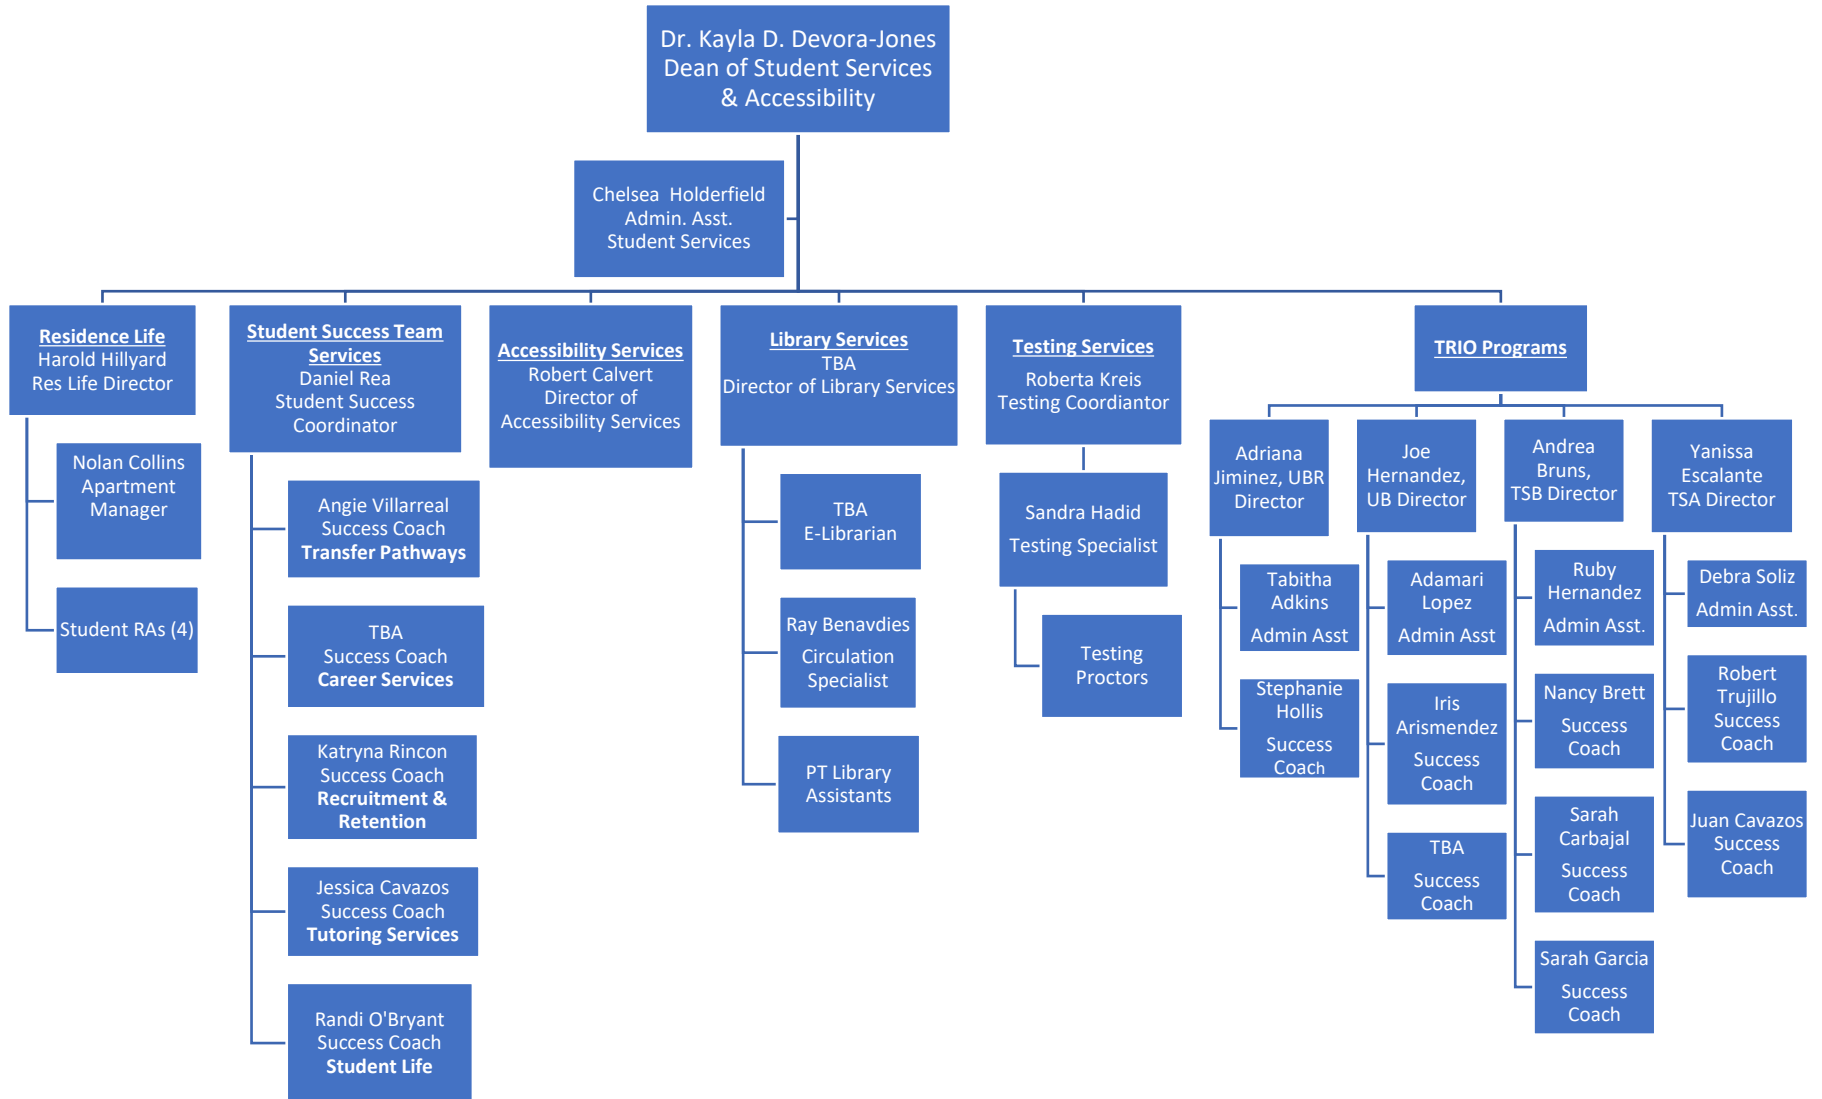 Dr. Kayla D. Devora-Jones
Dean of Student Services
& Accessibility
Chelsea  Holderfield
Admin. Asst.
Student Services
Residence Life
Harold Hillyard
Res Life Director
Nolan Collins
Apartment
Manager
Student RAs (4)
Student Success Team
Services
Daniel Rea
Student Success
Coordinator
Angie Villarreal
Success Coach
Transfer Pathways
TBA
Success Coach
Career Services
Katryna Rincon
Success Coach
Recruitment &
Retention
Jessica Cavazos
Success Coach
Tutoring Services
Randi O'Bryant
Success Coach
Student Life
Accessibility Services
Robert Calvert
Director of
Accessibility Services
Library Services
TBA
Director of Library Services
TBA
E-Librarian
Ray Benavdies
Circulation
Specialist
PT Library
Assistants
Testing Services
Roberta Kreis
Testing Coordiantor
Sandra Hadid
Testing Specialist
Testing
Proctors
TRIO Programs
Adriana
Jiminez, UBR
Director
Tabitha
Adkins
Admin Asst
Stephanie
Hollis
Success
Coach
Joe
Hernandez,
UB Director
Adamari
Lopez
Admin Asst
Iris
Arismendez
Success
Coach
TBA
Success
Coach
Andrea
Bruns,
TSB Director
Ruby
Hernandez
Admin Asst.
Nancy Brett
Success
Coach
Sarah
Carbajal
Success
Coach
Sarah Garcia
Success
Coach
Yanissa
Escalante
TSA Director
Debra Soliz
Admin Asst.
Robert
Trujillo
Success
Coach
Juan Cavazos
Success
Coach